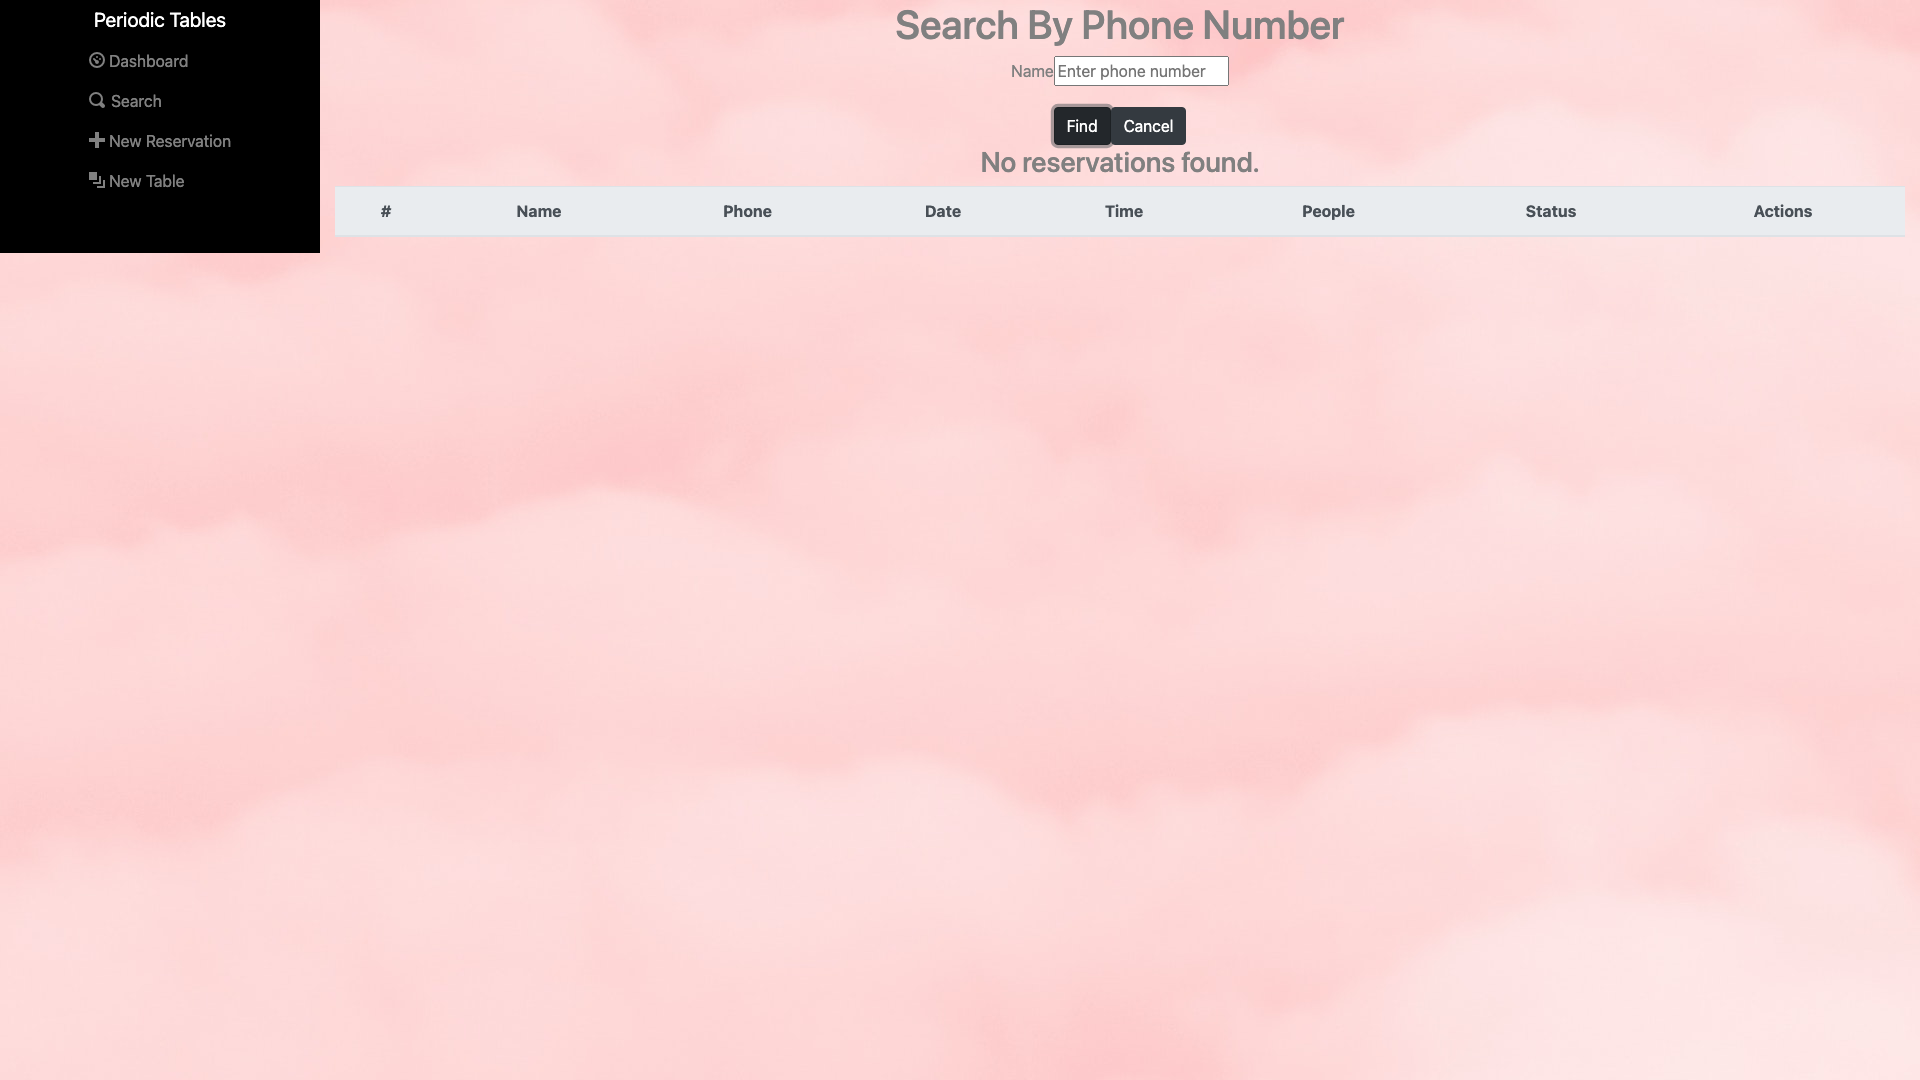 Periodic Tables
Dashboard
Search
New Reservation
New Table
Search By Phone Number
Name Enter phone number
Find Cancel
No reservations found.
# Name Phone Date Time People Status Actions